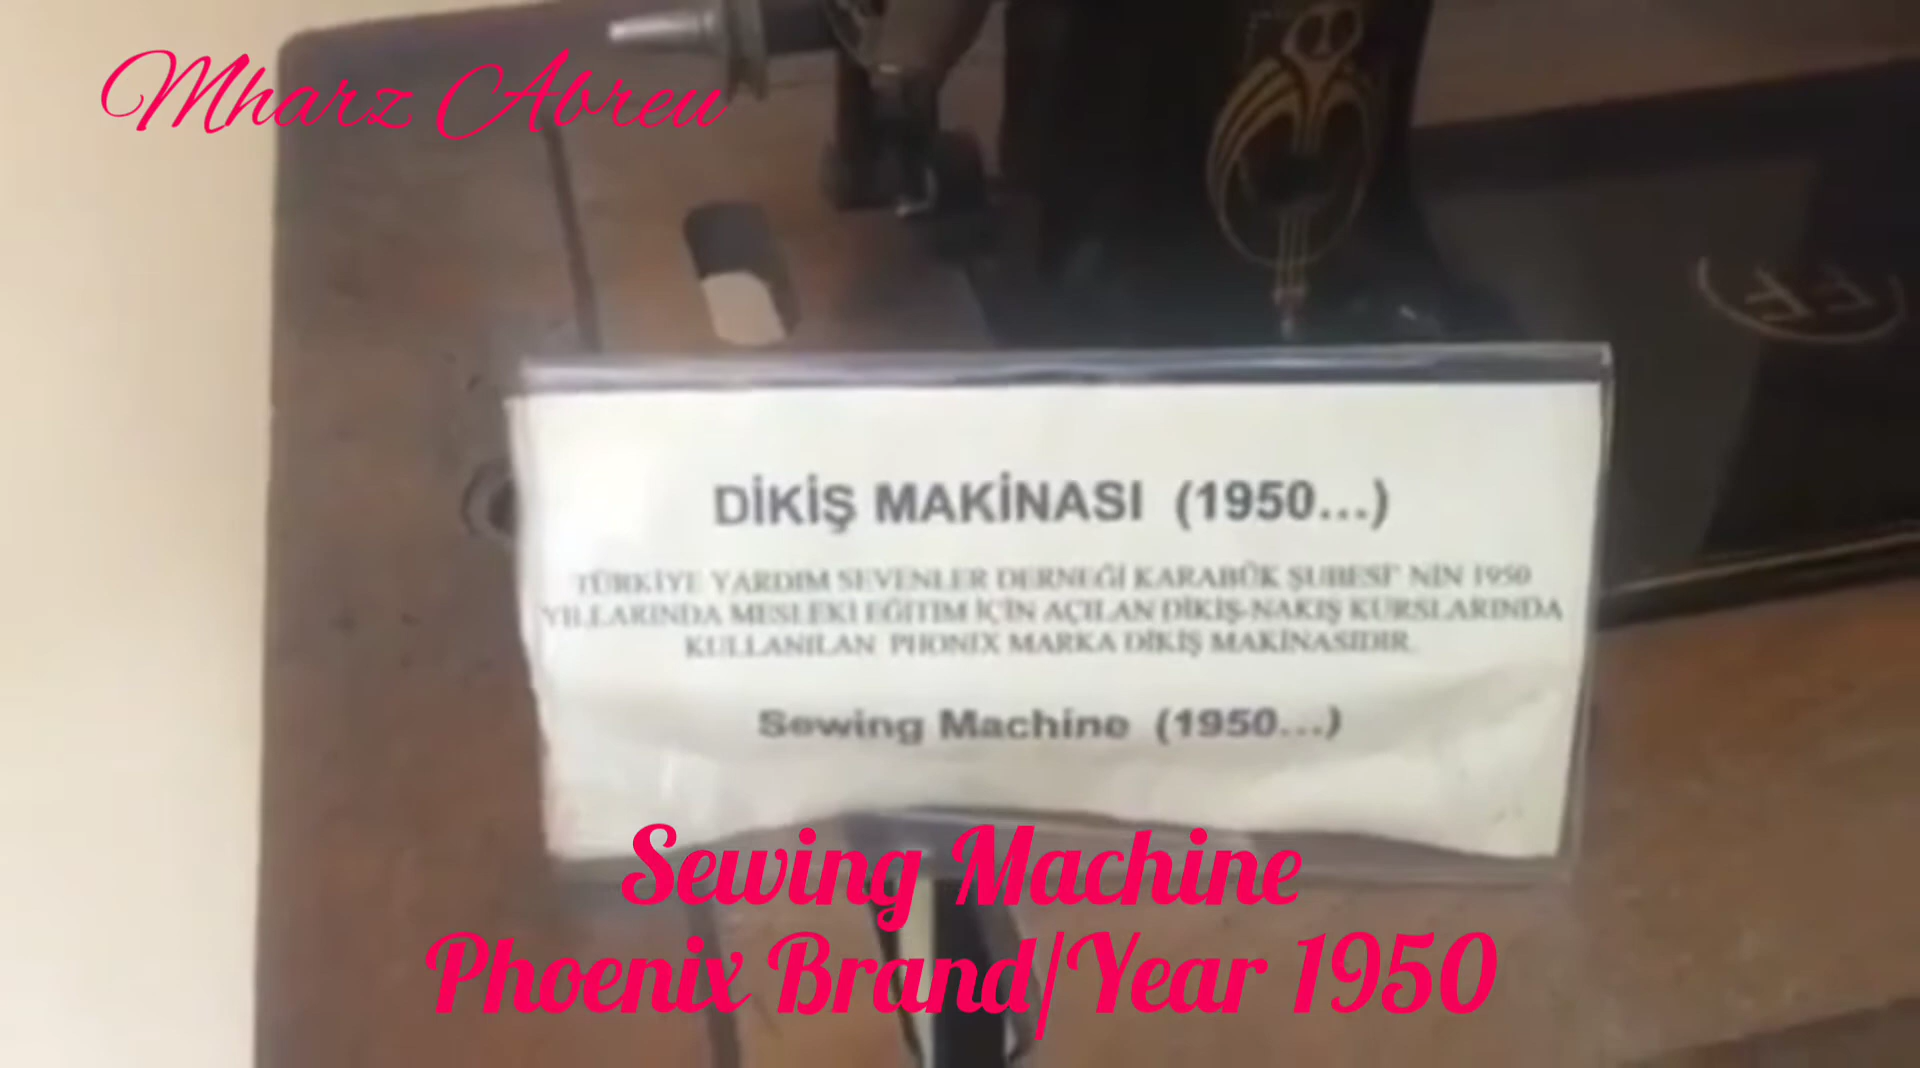 Mharz Abreu
DİKİŞ MAKİNASI (1950...)
TÜRKİYE YARDIM SEVENLER DERNEĞİ KARABÜK ŞUBESİ' NİN 1950
YILLARINDA MESLEKİ EĞİTİM İÇİN AÇILAN DİKİŞ-NAKIŞ KURSLARINDA
KULLANILAN PHONIX MARKA DİKİŞ MAKİNASIDIR.
Sewing Machine (1950...)
Sewing Machine
Phoenix Brand/Year 1950